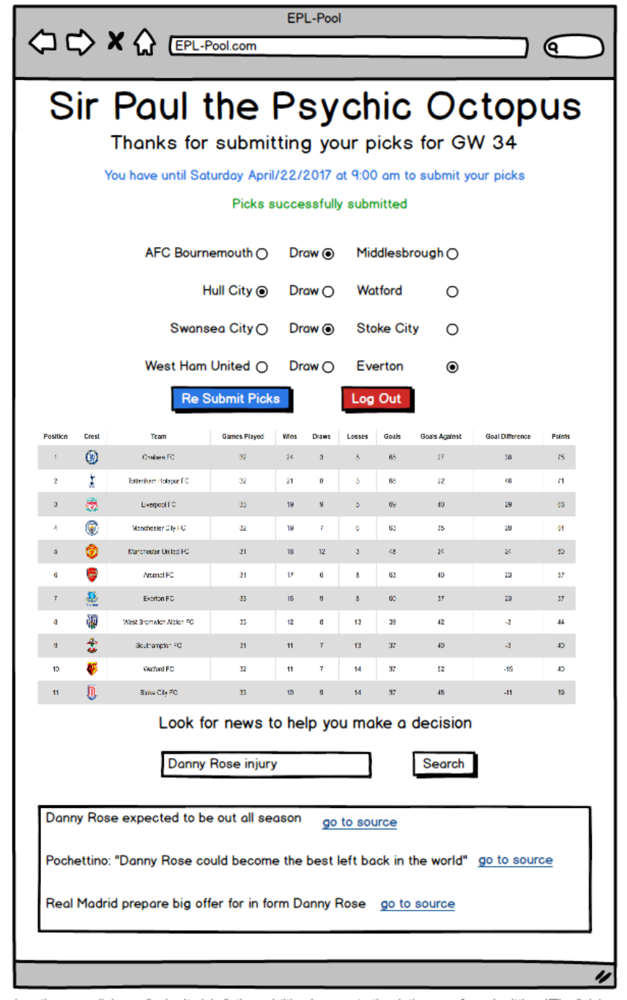 EPL-Pool
EPL-Pool.com
Sir Paul the Psychic Octopus
Thanks for submitting your picks for GW 34
You have until Saturday April/22/2017 at 9:00 am to submit your picks
Picks successfully submitted
AFC Bournemouth Draw Middlesbrough
Hull City Draw Watford
Swansea City Draw Stoke City
West Ham United Draw Everton
Re Submit Picks Log Out
Position Crest Team Games Played Wins Draws Losses Goals Goals Against Goal Difference Points
1 Chelsea FC 32 24 3 5 65 27 38 75
2 Tottenham Hotspur FC 32 21 8 3 68 22 46 71
3 Liverpool FC 33 19 9 5 69 40 29 66
4 Manchester City FC 32 19 7 6 63 35 28 64
5 Manchester United FC 31 16 12 3 48 24 24 60
6 Arsenal FC 31 17 6 8 63 40 23 57
7 Everton FC 33 16 9 8 60 37 23 57
8 West Bromwich Albion FC 33 12 8 13 39 42 -3 44
9 Southampton FC 31 11 7 13 37 40 -3 40
10 Watford FC 32 11 7 14 37 52 -15 40
11 Stoke City FC 33 10 9 14 37 48 -11 39
Look for news to help you make a decision
Danny Rose injury Search
Danny Rose expected to be out all season go to source
Pochettino: "Danny Rose could become the best left back in the world" go to source
Real Madrid prepare big offer for in form Danny Rose go to source